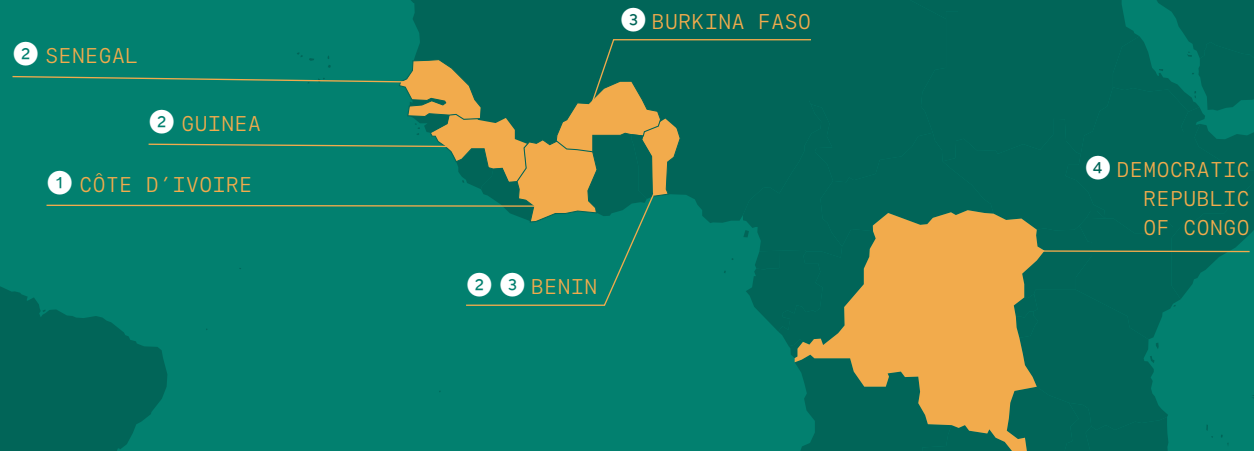 3 BURKINA FASO
2 SENEGAL
2 GUINEA
1 CÔTE D’IVOIRE
4 DEMOCRATIC
REPUBLIC
OF CONGO
2 3 BENIN